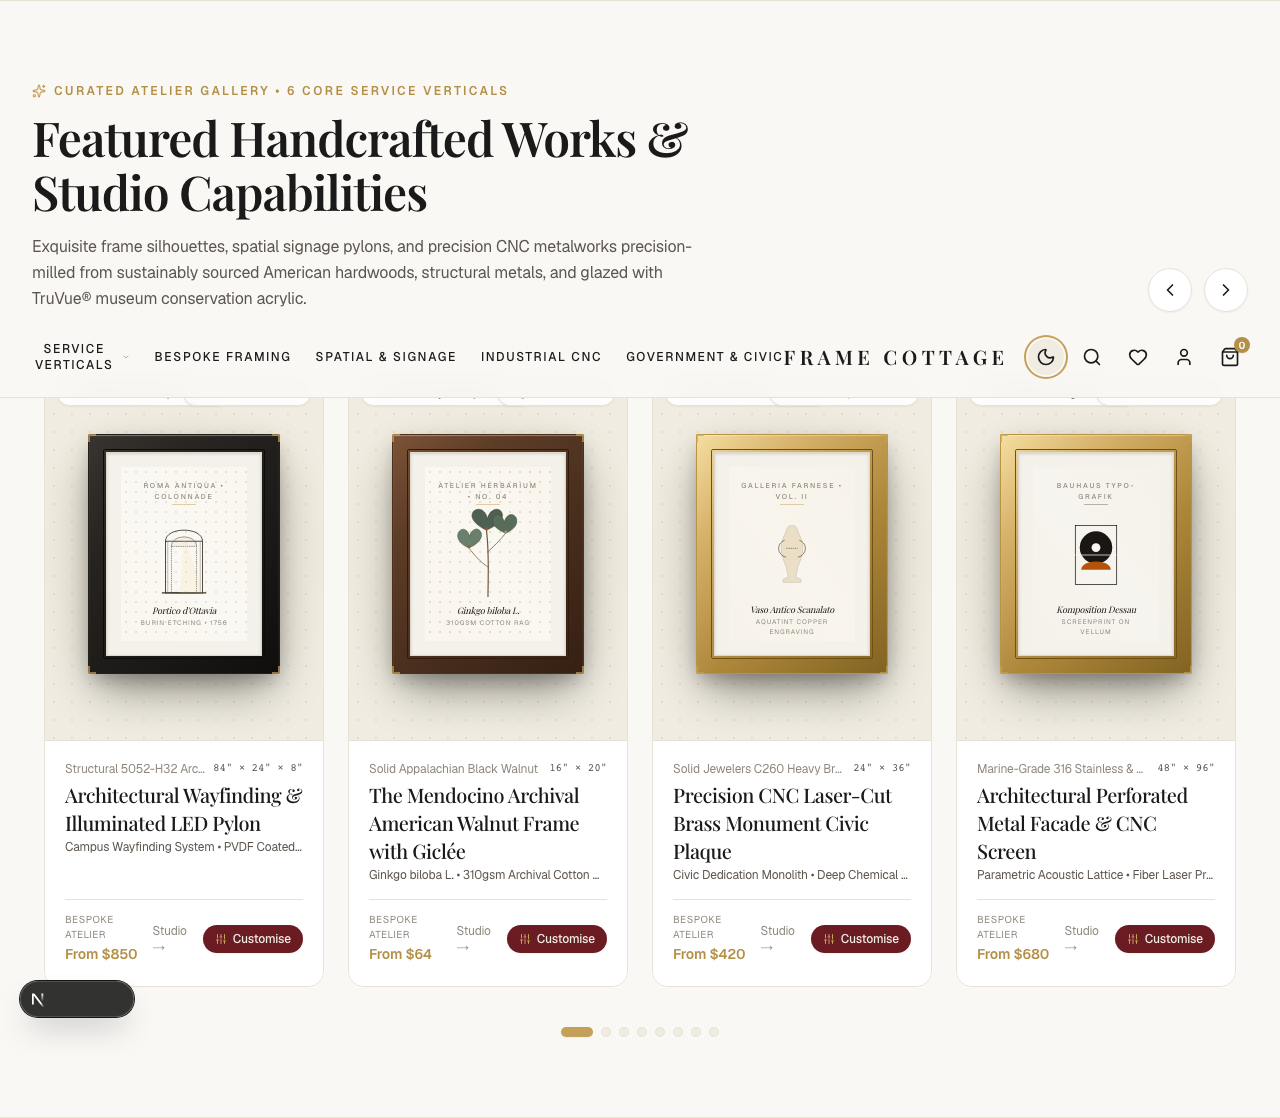 CURATED ATELIER GALLERY • 6 CORE SERVICE VERTICALS
Featured Handcrafted Works &
Studio Capabilities
Exquisite frame silhouettes, spatial signage pylons, and precision CNC metalworks precision-
milled from sustainably sourced American hardwoods, structural metals, and glazed with
TruVue® museum conservation acrylic.
SERVICE
VERTICALS
BESPOKE FRAMING
SPATIAL & SIGNAGE
INDUSTRIAL CNC
GOVERNMENT & CIVIC
FRAME COTTAGE
0
ROMA ANTIQUA •
COLONNADE
Portico d'Ottavia
BURIN ETCHING • 1756
ATELIER HERBARIUM
• NO. 04
Ginkgo biloba L.
310GSM COTTON RAG
GALLERIA FARNESE •
VOL. II
Vaso Antico Scanalato
AQUATINT COPPER
ENGRAVING
BAUHAUS TYPO-
GRAFIK
Komposition Dessau
SCREENPRINT ON
VELLUM
Structural 5052-H32 Arc... 84" × 24" × 8"
Architectural Wayfinding &
Illuminated LED Pylon
Campus Wayfinding System • PVDF Coated...
BESPOKE
ATELIER
From $850
Studio
→
Customise
Solid Appalachian Black Walnut 16" × 20"
The Mendocino Archival
American Walnut Frame
with Giclée
Ginkgo biloba L. • 310gsm Archival Cotton ...
BESPOKE
ATELIER
From $64
Studio
→
Customise
Solid Jewelers C260 Heavy Br... 24" × 36"
Precision CNC Laser-Cut
Brass Monument Civic
Plaque
Civic Dedication Monolith • Deep Chemical ...
BESPOKE
ATELIER
From $420
Studio
→
Customise
Marine-Grade 316 Stainless & ... 48" × 96"
Architectural Perforated
Metal Facade & CNC
Screen
Parametric Acoustic Lattice • Fiber Laser Pr...
BESPOKE
ATELIER
From $680
Studio
→
Customise
N